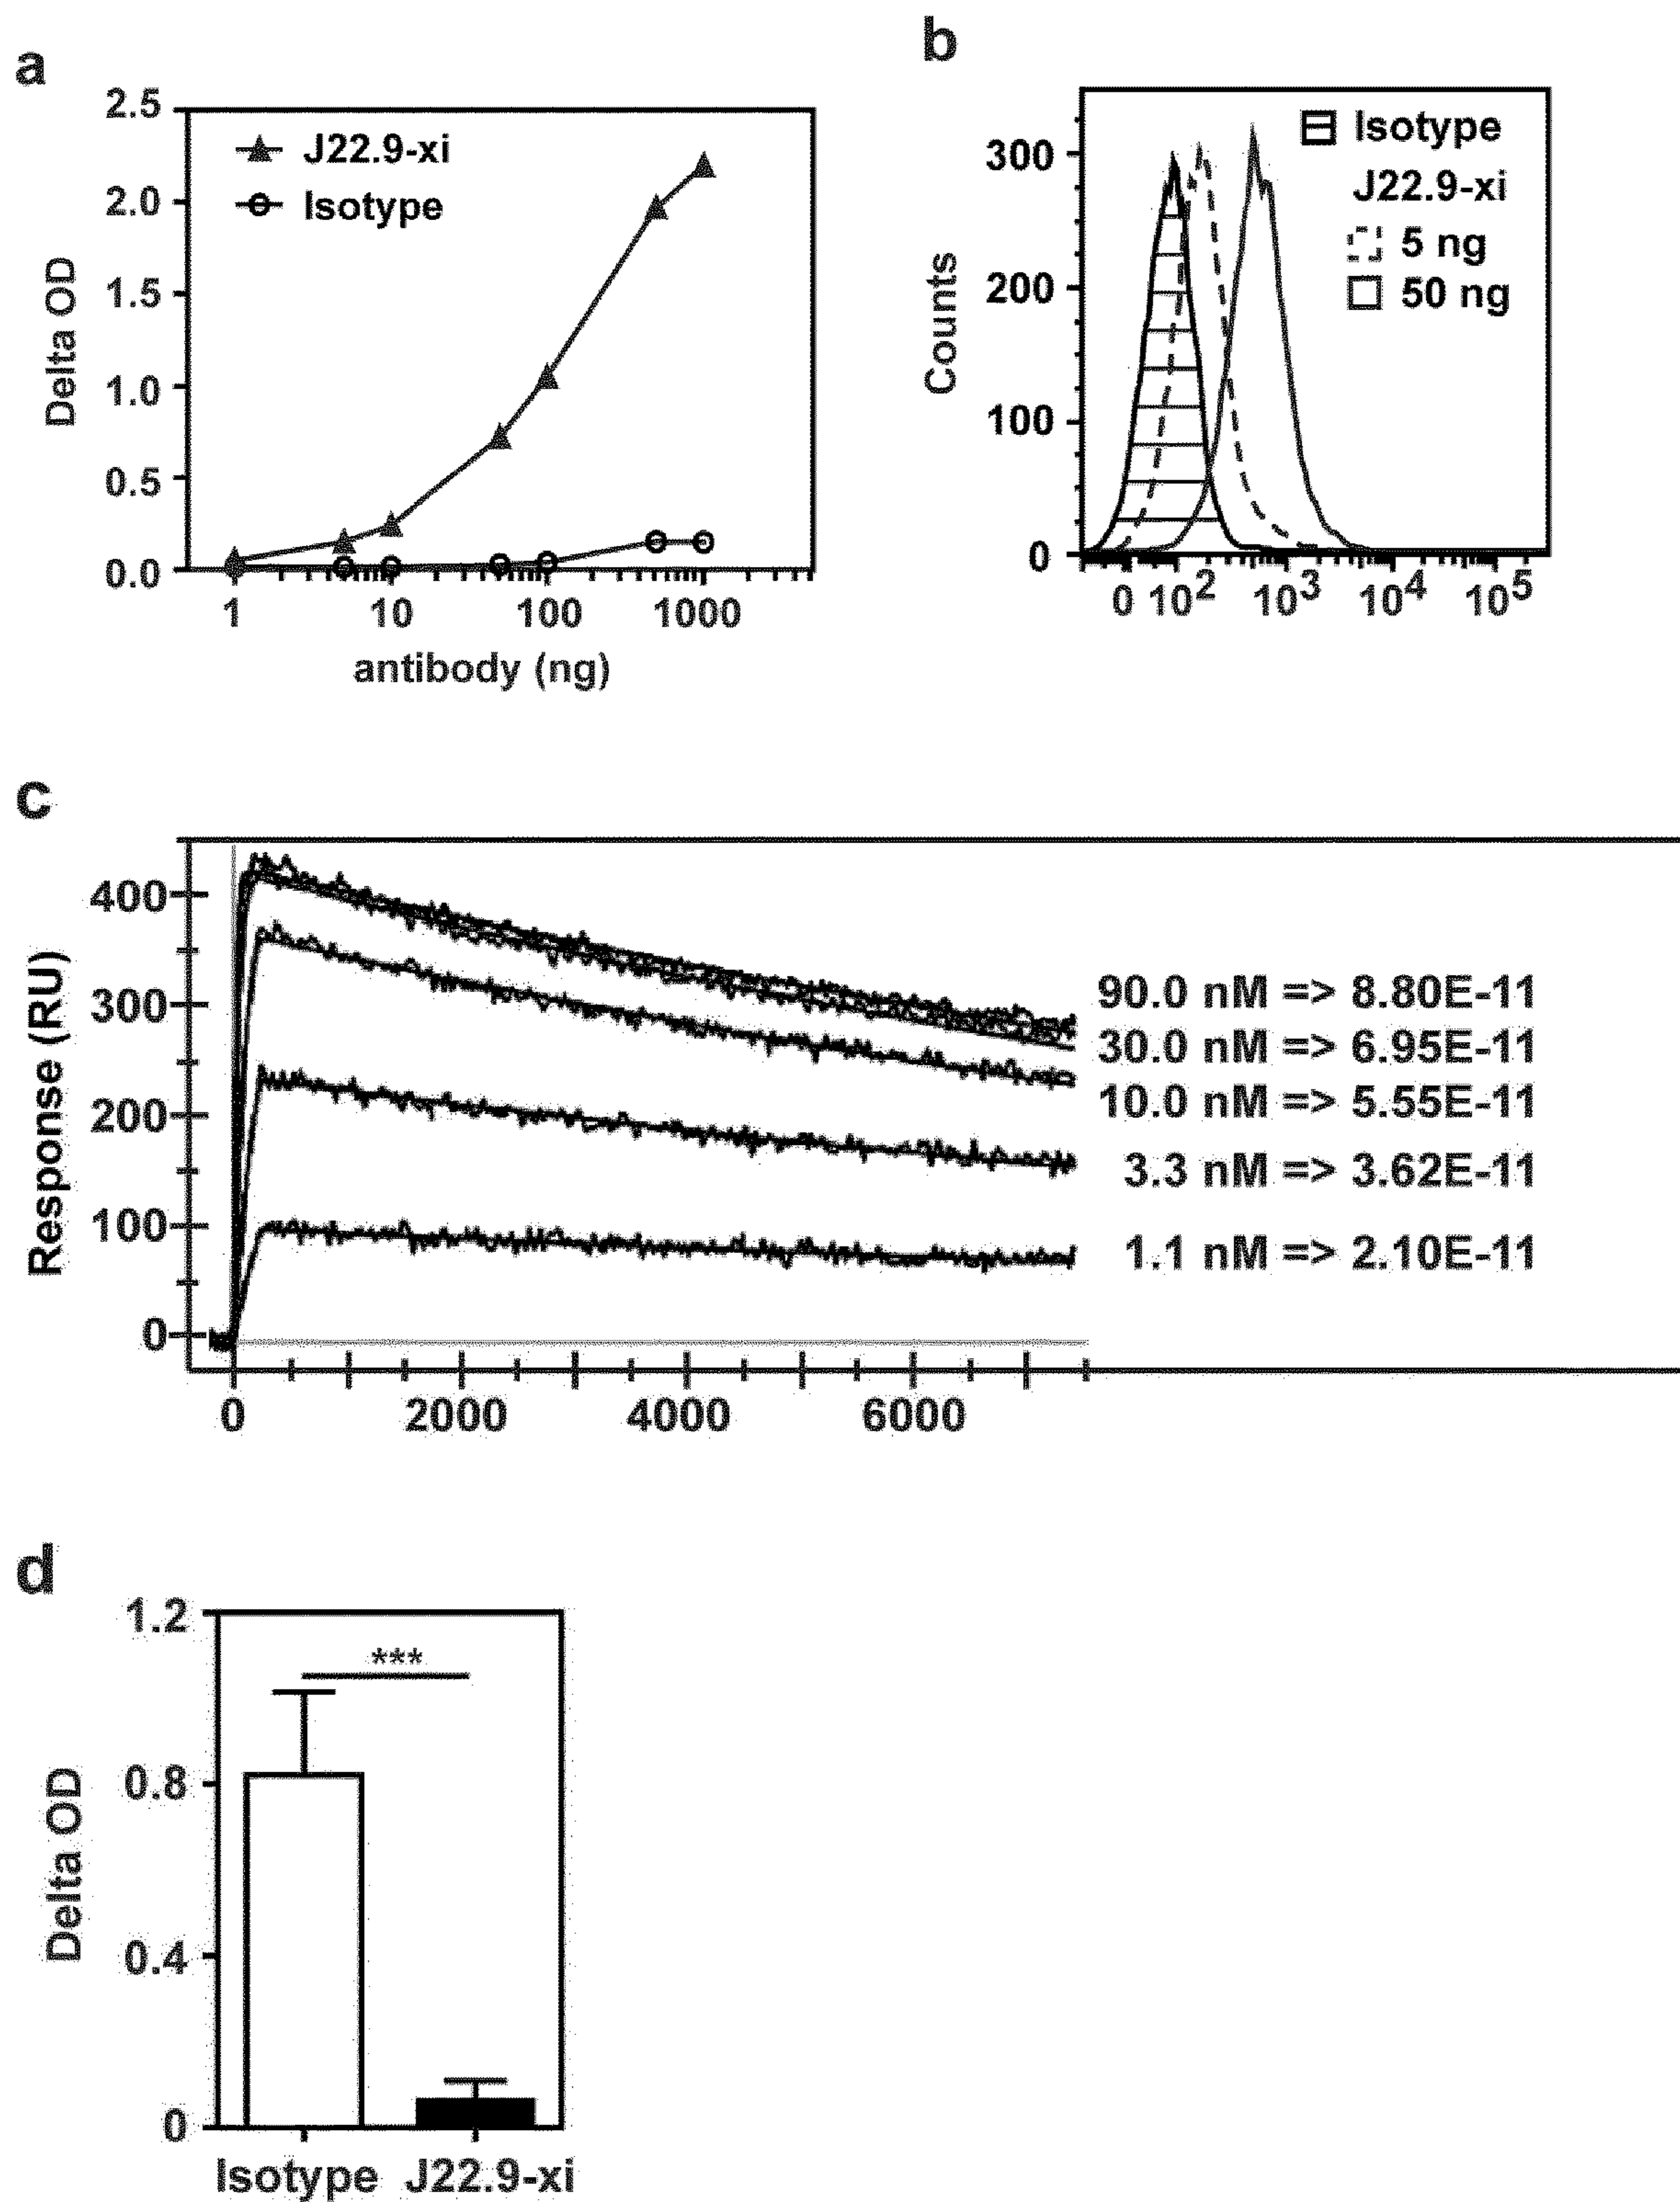 a
2.5
2.0
1.5
1.0
0.5
0.0
Delta OD
J22.9-xi
Isotype
1 10 100 1000
antibody (ng)
b
300
200
100
0
Counts
Isotype
J22.9-xi
5 ng
50 ng
0 10² 10³ 10⁴ 10⁵
c
400
300
200
100
0
Response (RU)
90.0 nM => 8.80E-11
30.0 nM => 6.95E-11
10.0 nM => 5.55E-11
3.3 nM => 3.62E-11
1.1 nM => 2.10E-11
0 2000 4000 6000
d
1.2
0.8
0.4
0
Delta OD
***
Isotype J22.9-xi